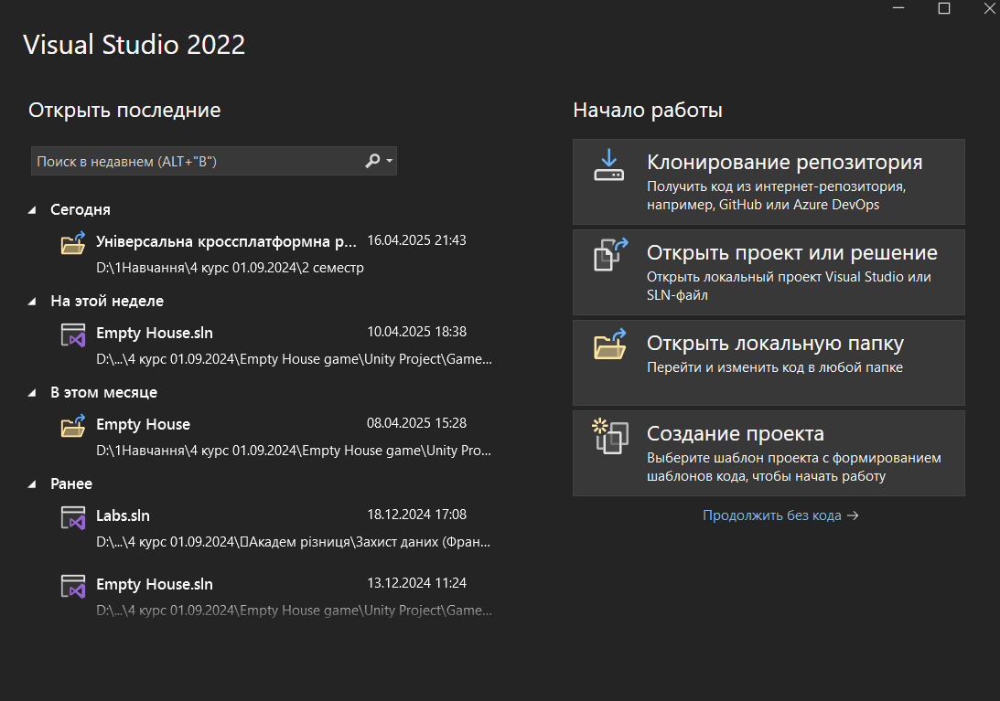 Visual Studio 2022
Открыть последние
Поиск в недавнем (ALT+"В")
Сегодня
Універсальна кроссплатформна р... 16.04.2025 21:43
D:\1Навчання\4 курс 01.09.2024\2 семестр
На этой неделе
Empty House.sln 10.04.2025 18:38
D:\...\4 курс 01.09.2024\Empty House game\Unity Project\Game...
В этом месяце
Empty House 08.04.2025 15:28
D:\1Навчання\4 курс 01.09.2024\Empty House game\Unity Pro...
Ранее
Labs.sln 18.12.2024 17:08
D:\...\4 курс 01.09.2024\▯Академ різниця\Захист даних (Фран...
Empty House.sln 13.12.2024 11:24
D:\...\4 курс 01.09.2024\Empty House game\Unity Project\Game...
Начало работы
Клонирование репозитория
Получить код из интернет-репозитория,
например, GitHub или Azure DevOps
Открыть проект или решение
Открыть локальный проект Visual Studio или
SLN-файл
Открыть локальную папку
Перейти и изменить код в любой папке
Создание проекта
Выберите шаблон проекта с формированием
шаблонов кода, чтобы начать работу
Продолжить без кода →